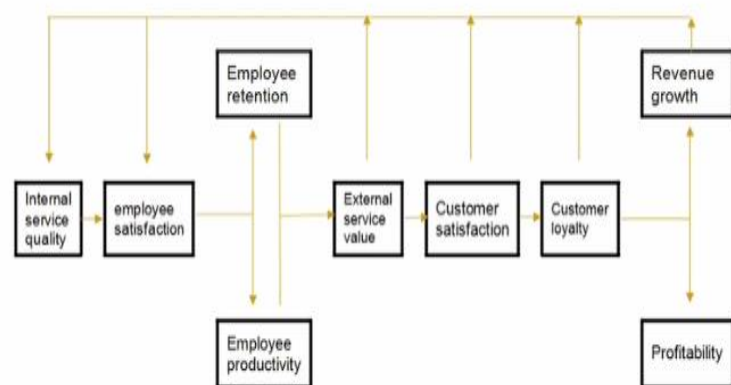 Employee
retention
Revenue
growth
Internal
service
quality
employee
satisfaction
External
service
value
Customer
satisfaction
Customer
loyalty
Employee
productivity
Profitability